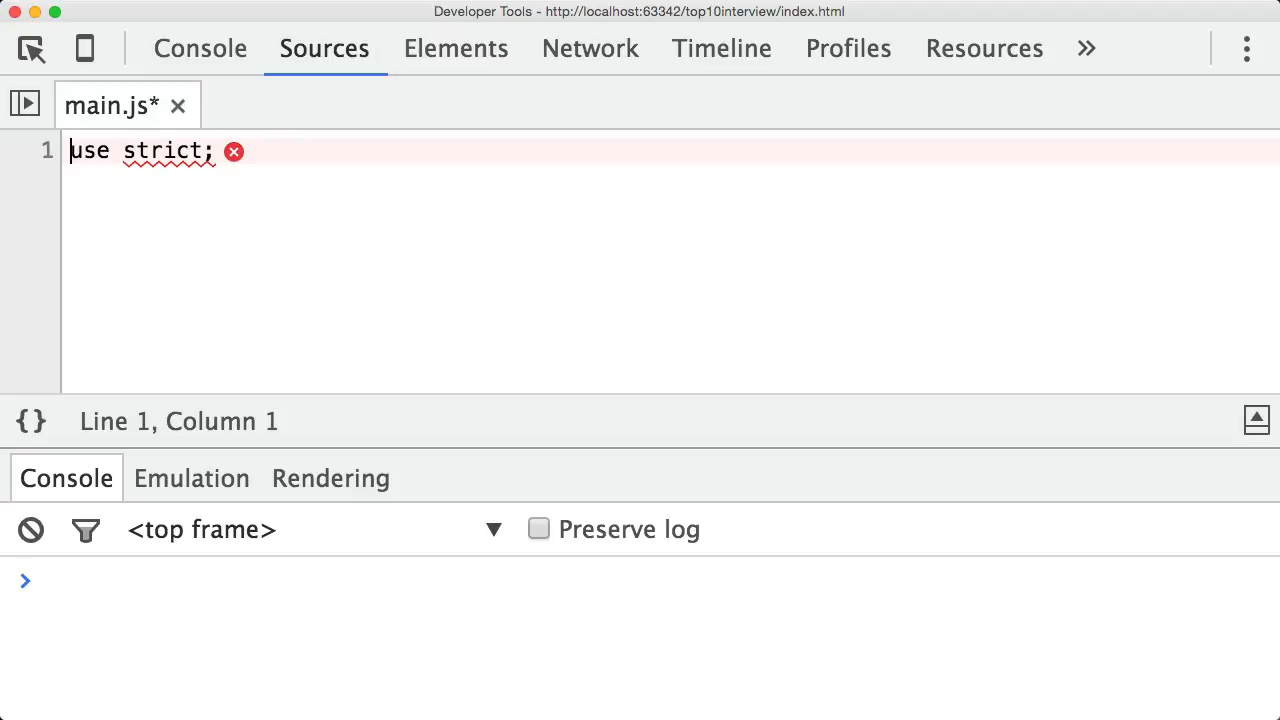 Developer Tools - http://localhost:63342/top10interview/index.html
Console Sources Elements Network Timeline Profiles Resources »
main.js* ×
1 use strict;
{} Line 1, Column 1
Console Emulation Rendering
<top frame> ▼ Preserve log
>